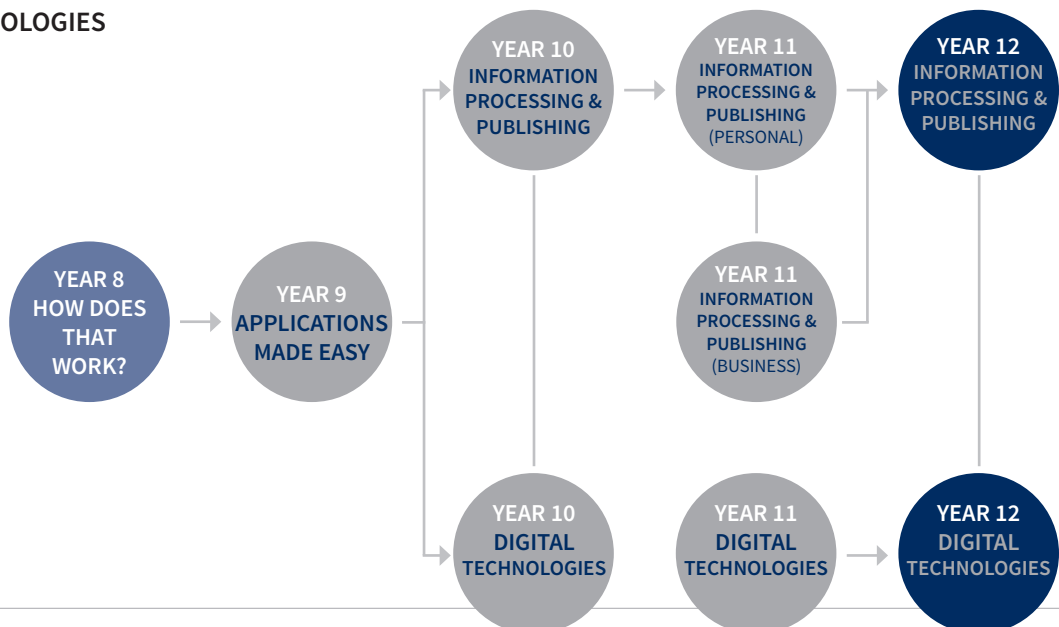 OLOGIES
YEAR 10
INFORMATION
PROCESSING &
PUBLISHING
YEAR 11
INFORMATION
PROCESSING &
PUBLISHING
(PERSONAL)
YEAR 12
INFORMATION
PROCESSING &
PUBLISHING
YEAR 8
HOW DOES
THAT
WORK?
YEAR 9
APPLICATIONS
MADE EASY
YEAR 11
INFORMATION
PROCESSING &
PUBLISHING
(BUSINESS)
YEAR 10
DIGITAL
TECHNOLOGIES
YEAR 11
DIGITAL
TECHNOLOGIES
YEAR 12
DIGITAL
TECHNOLOGIES